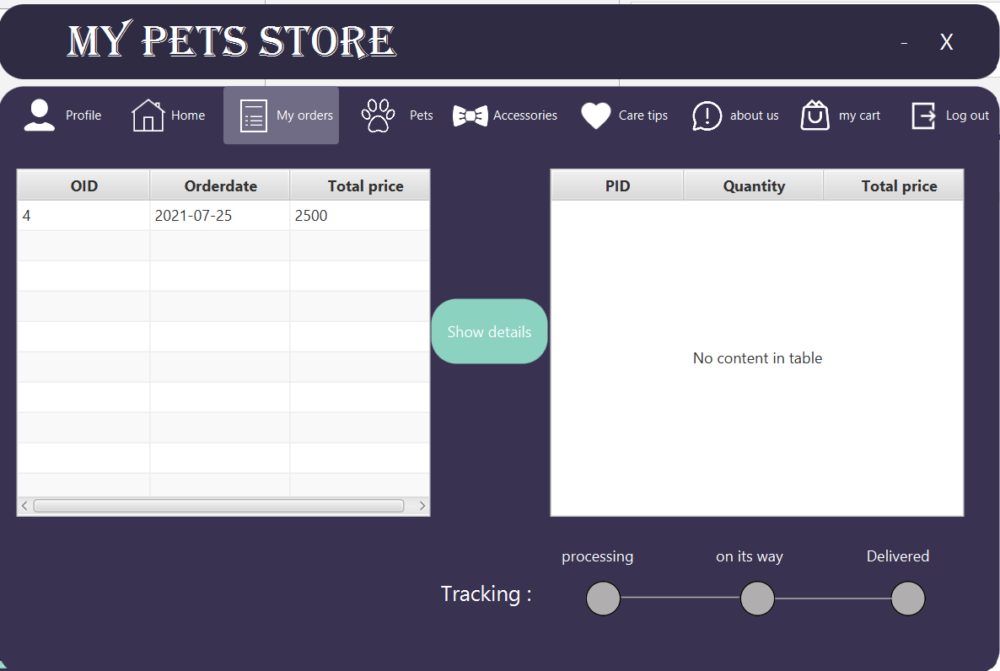 MY PETS STORE
- X
Profile Home My orders Pets Accessories Care tips about us my cart Log out
OID Orderdate Total price
PID Quantity Total price
4 2021-07-25 2500
Show details
No content in table
processing on its way Delivered
Tracking :